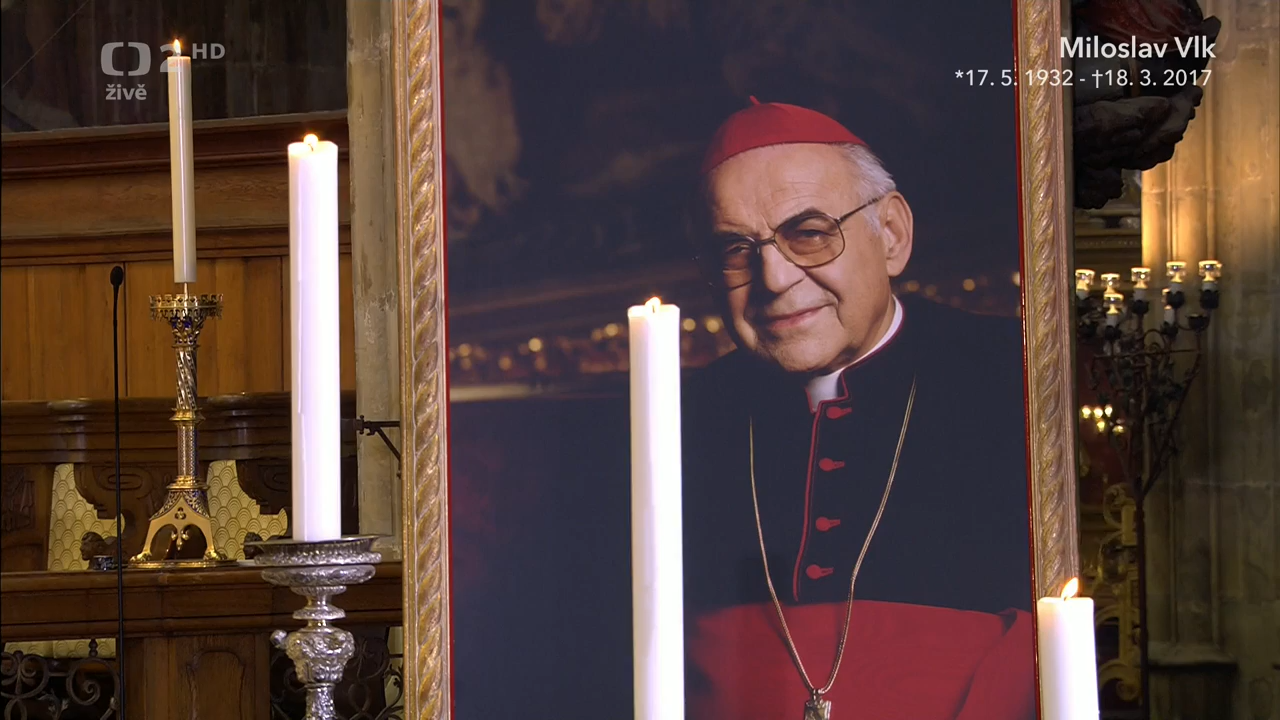 ČT2 HD
živě
Miloslav Vlk
*17. 5. 1932 - †18. 3. 2017